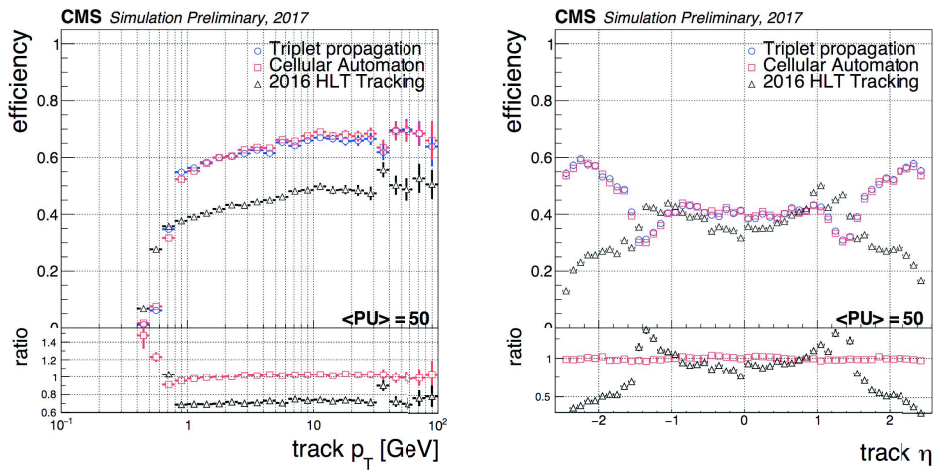 CMS Simulation Preliminary, 2017
efficiency
1
0.8
0.6
0.4
0.2
0
Triplet propagation
Cellular Automaton
2016 HLT Tracking
<PU> = 50
ratio
1.4
1.2
1
0.8
0.6
10⁻¹ 1 10 10²
track p_T [GeV]
CMS Simulation Preliminary, 2017
efficiency
1
0.8
0.6
0.4
0.2
0
Triplet propagation
Cellular Automaton
2016 HLT Tracking
<PU> = 50
ratio
1
0.5
−2 −1 0 1 2
track η